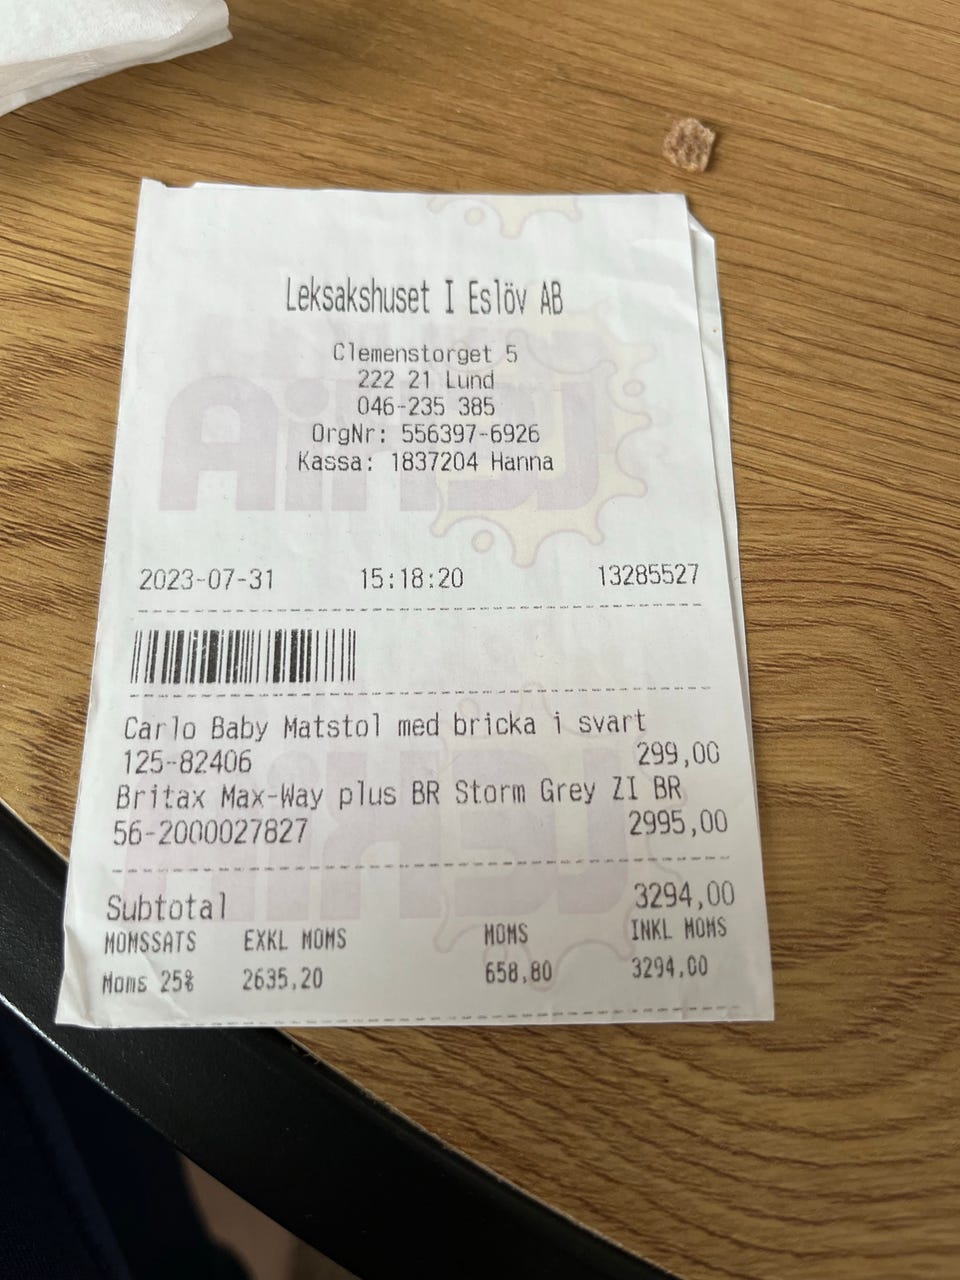 Leksakshuset I Eslöv AB
Clemenstorget 5
222 21 Lund
046-235 385
OrgNr: 556397-6926
Kassa: 1837204 Hanna
2023-07-31 15:18:20 13285527
Carlo Baby Matstol med bricka i svart
125-82406 299,00
Britax Max-Way plus BR Storm Grey ZI BR
56-2000027827 2995,00
Subtotal 3294,00
MOMSSATS EXKL MOMS MOMS INKL MOMS
Moms 25% 2635,20 658,80 3294,00